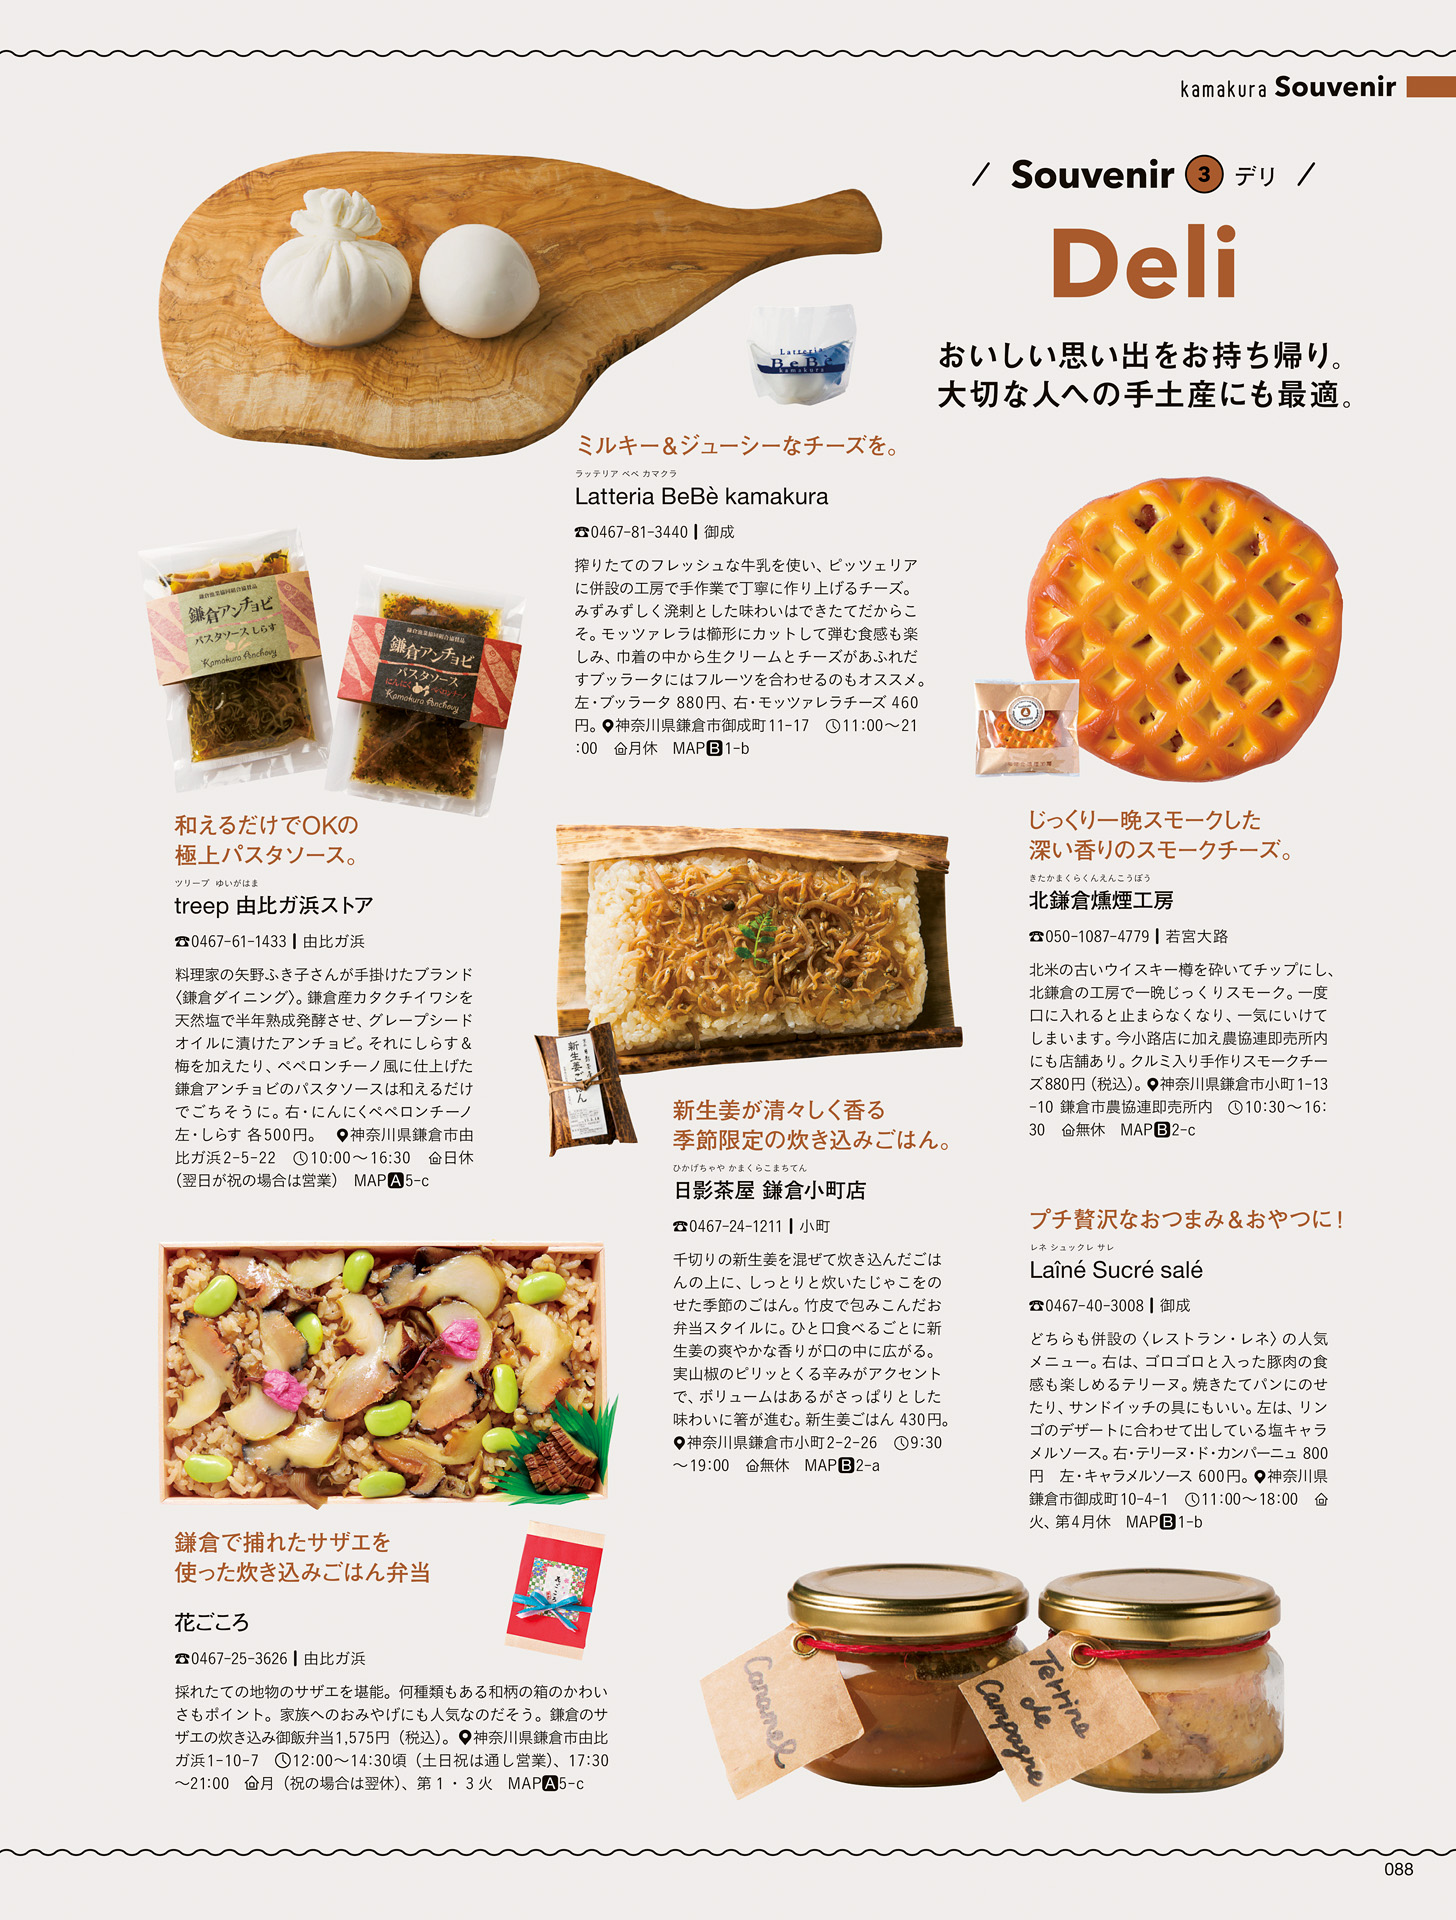 kamakura Souvenir
Souvenir 3 デリ
Deli
おいしい思い出をお持ち帰り。
大切な人への手土産にも最適。
Latteria
BeBè
kamakura
ミルキー&ジューシーなチーズを。
ラッテリア ベベ カマクラ
Latteria BeBè kamakura
☎0467-81-3440 | 御成
搾りたてのフレッシュな牛乳を使い、ピッツェリア
に併設の工房で手作業で丁寧に作り上げるチーズ。
みずみずしく溌剌とした味わいはできたてだからこ
そ。モッツァレラは櫛形にカットして弾む食感も楽
しみ、巾着の中から生クリームとチーズがあふれだ
すブッラータにはフルーツを合わせるのもオススメ。
左・ブッラータ 880円、右・モッツァレラチーズ 460
円。神奈川県鎌倉市御成町11-17 11:00〜21
:00 月休 MAP B 1-b
鎌倉漁業協同組合協賛品
鎌倉アンチョビ
パスタソース しらす
Kamakura Anchovy
鎌倉漁業協同組合協賛品
鎌倉アンチョビ
パスタソース
Kamakura Anchovy
和えるだけでOKの
極上パスタソース。
ツリープ ゆいがはま
treep 由比ガ浜ストア
☎0467-61-1433 | 由比ガ浜
料理家の矢野ふき子さんが手掛けたブランド
〈鎌倉ダイニング〉。鎌倉産カタクチイワシを
天然塩で半年熟成発酵させ、グレープシード
オイルに漬けたアンチョビ。それにしらす&
梅を加えたり、ペペロンチーノ風に仕上げた
鎌倉アンチョビのパスタソースは和えるだけ
でごちそうに。右・にんにくペペロンチーノ
左・しらす 各500円。 神奈川県鎌倉市由
比ガ浜2-5-22 10:00〜16:30 日休
(翌日が祝の場合は営業) MAP A 5-c
じっくり一晩スモークした
深い香りのスモークチーズ。
きたかまくらくんえんこうぼう
北鎌倉燻煙工房
☎050-1087-4779 | 若宮大路
北米の古いウイスキー樽を砕いてチップにし、
北鎌倉の工房で一晩じっくりスモーク。一度
口に入れると止まらなくなり、一気にいけて
しまいます。今小路店に加え農協連即売所内
にも店舗あり。クルミ入り手作りスモークチー
ズ880円(税込)。神奈川県鎌倉市小町1-13
-10 鎌倉市農協連即売所内 10:30〜16:
30 無休 MAP B 2-c
新生姜ごはん
新生姜が清々しく香る
季節限定の炊き込みごはん。
ひかげちゃや かまくらこまちてん
日影茶屋 鎌倉小町店
☎0467-24-1211 | 小町
千切りの新生姜を混ぜて炊き込んだごは
んの上に、しっとりと炊いたじゃこをの
せた季節のごはん。竹皮で包みこんだお
弁当スタイルに。ひと口食べるごとに新
生姜の爽やかな香りが口の中に広がる。
実山椒のピリッとくる辛みがアクセント
で、ボリュームはあるがさっぱりとした
味わいに箸が進む。新生姜ごはん 430円。
神奈川県鎌倉市小町2-2-26 9:30
〜19:00 無休 MAP B 2-a
プチ贅沢なおつまみ&おやつに!
レネ シュックレ サレ
Laîné Sucré salé
☎0467-40-3008 | 御成
どちらも併設の〈レストラン・レネ〉の人気
メニュー。右は、ゴロゴロと入った豚肉の食
感も楽しめるテリーヌ。焼きたてパンにのせ
たり、サンドイッチの具にもいい。左は、リン
ゴのデザートに合わせて出している塩キャラ
メルソース。右・テリーヌ・ド・カンパーニュ 800
円 左・キャラメルソース 600円。神奈川県
鎌倉市御成町10-4-1 11:00〜18:00
火、第4月休 MAP B 1-b
鎌倉で捕れたサザエを
使った炊き込みごはん弁当
花ごころ
☎0467-25-3626 | 由比ガ浜
採れたての地物のサザエを堪能。何種類もある和柄の箱のかわい
さもポイント。家族へのおみやげにも人気なのだそう。鎌倉のサ
ザエの炊き込み御飯弁当1,575円(税込)。神奈川県鎌倉市由比
ガ浜1-10-7 12:00〜14:30頃(土日祝は通し営業)、17:30
〜21:00 月(祝の場合は翌休)、第1・3火 MAP A 5-c
花ごころ
Caramel
Terrine
de
Campagne
088